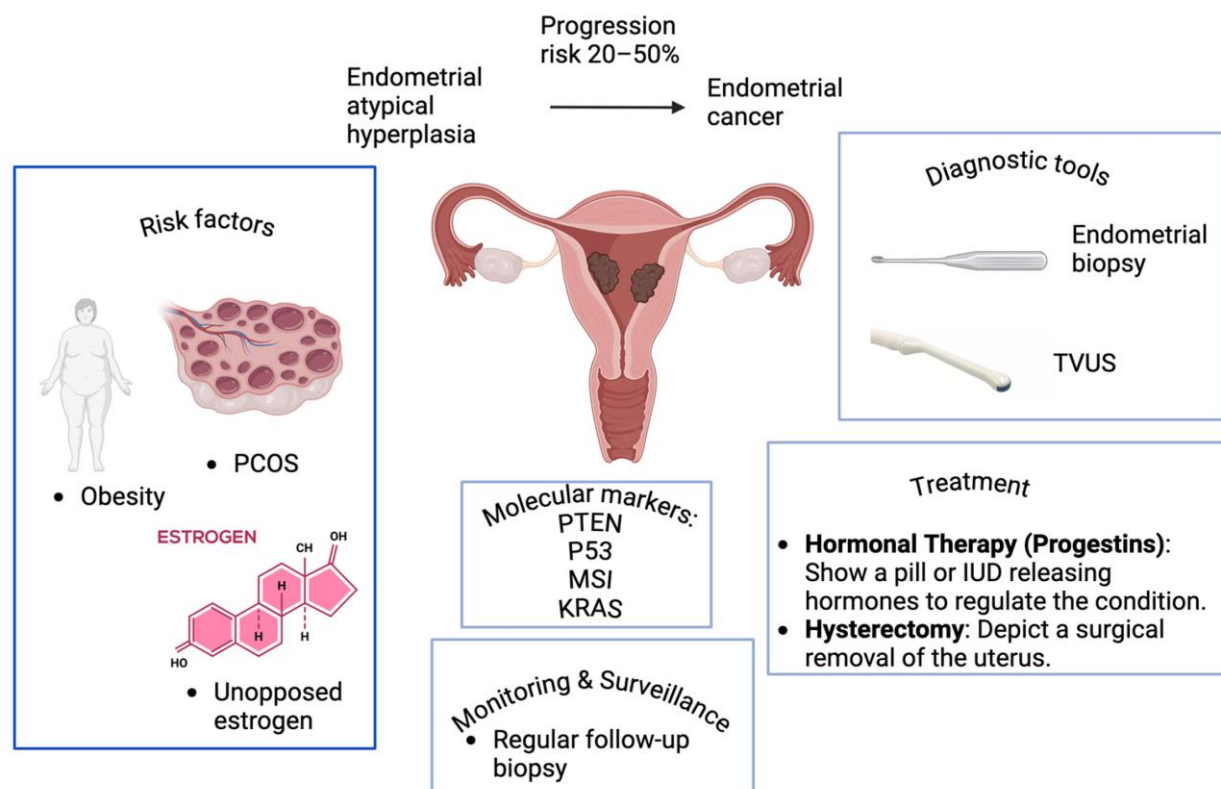 Progression
risk 20–50%
Endometrial
atypical
hyperplasia
Endometrial
cancer
Risk factors
• PCOS
• Obesity
ESTROGEN
OH
CH
H
H
H
HO
• Unopposed
estrogen
Molecular markers:
PTEN
P53
MSI
KRAS
Monitoring & Surveillance
• Regular follow-up
biopsy
Diagnostic tools
Endometrial
biopsy
TVUS
Treatment
• Hormonal Therapy (Progestins):
Show a pill or IUD releasing
hormones to regulate the condition.
• Hysterectomy: Depict a surgical
removal of the uterus.